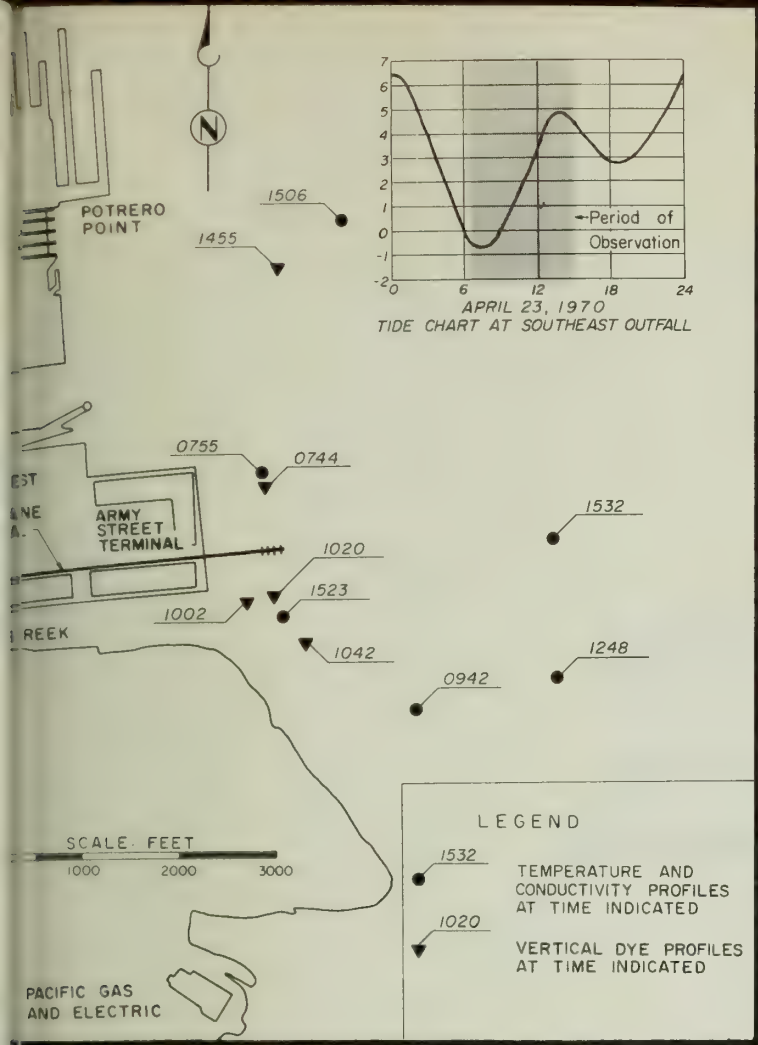 7
6
5
4
3
2
1
0
-1
-2
0 6 12 18 24
←Period of
Observation
APRIL 23, 1970
TIDE CHART AT SOUTHEAST OUTFALL
N
POTRERO
POINT
1506
1455
0755
0744
ARMY
STREET
TERMINAL
1532
1020
1523
1002
1042
1248
0942
REEK
SCALE - FEET
1000 2000 3000
PACIFIC GAS
AND ELECTRIC
LEGEND
1532
TEMPERATURE AND
CONDUCTIVITY PROFILES
AT TIME INDICATED
1020
VERTICAL DYE PROFILES
AT TIME INDICATED